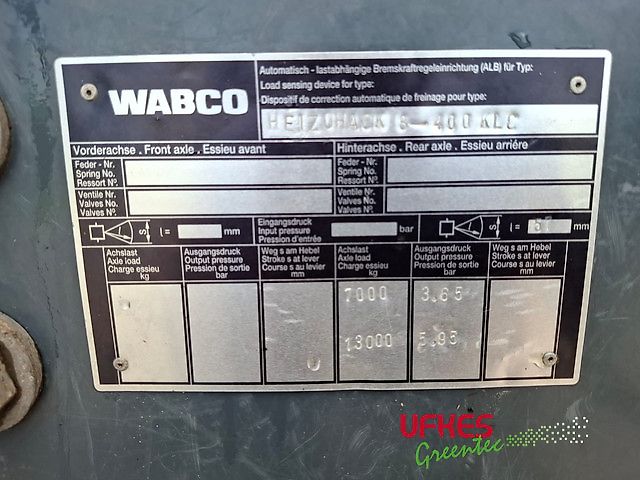 WABCO
Automatisch - lastabhängige Bremskraftregeleinrichtung (ALB) für Typ:
Load sensing device for type:
Dispositif de correction automatique de freinage pour type:
HEIZOHACK 8-400 KLC
Vorderachse . Front axle . Essieu avant
Hinterachse . Rear axle . Essieu arriére
Feder - Nr.
Spring No.
Ressort Nº.
Feder - Nr.
Spring No.
Ressort Nº.
Ventile Nr.
Valves No.
Valves Nº.
Ventile Nr.
Valves No.
Valves Nº.
s l = mm
Eingangsdruck
Input pressure
Pression d'entrée
bar
s l = mm
Achslast
Axle load
Charge essieu
kg
Ausgangsdruck
Output pressure
Pression de sortie
bar
Weg s am Hebel
Stroke s at lever
Course s au levier
mm
Achslast
Axle load
Charge essieu
kg
Ausgangsdruck
Output pressure
Pression de sortie
bar
Weg s am Hebel
Stroke s at lever
Course s au levier
mm
7000 3.65
13000 5.95
UFKES
Greentec